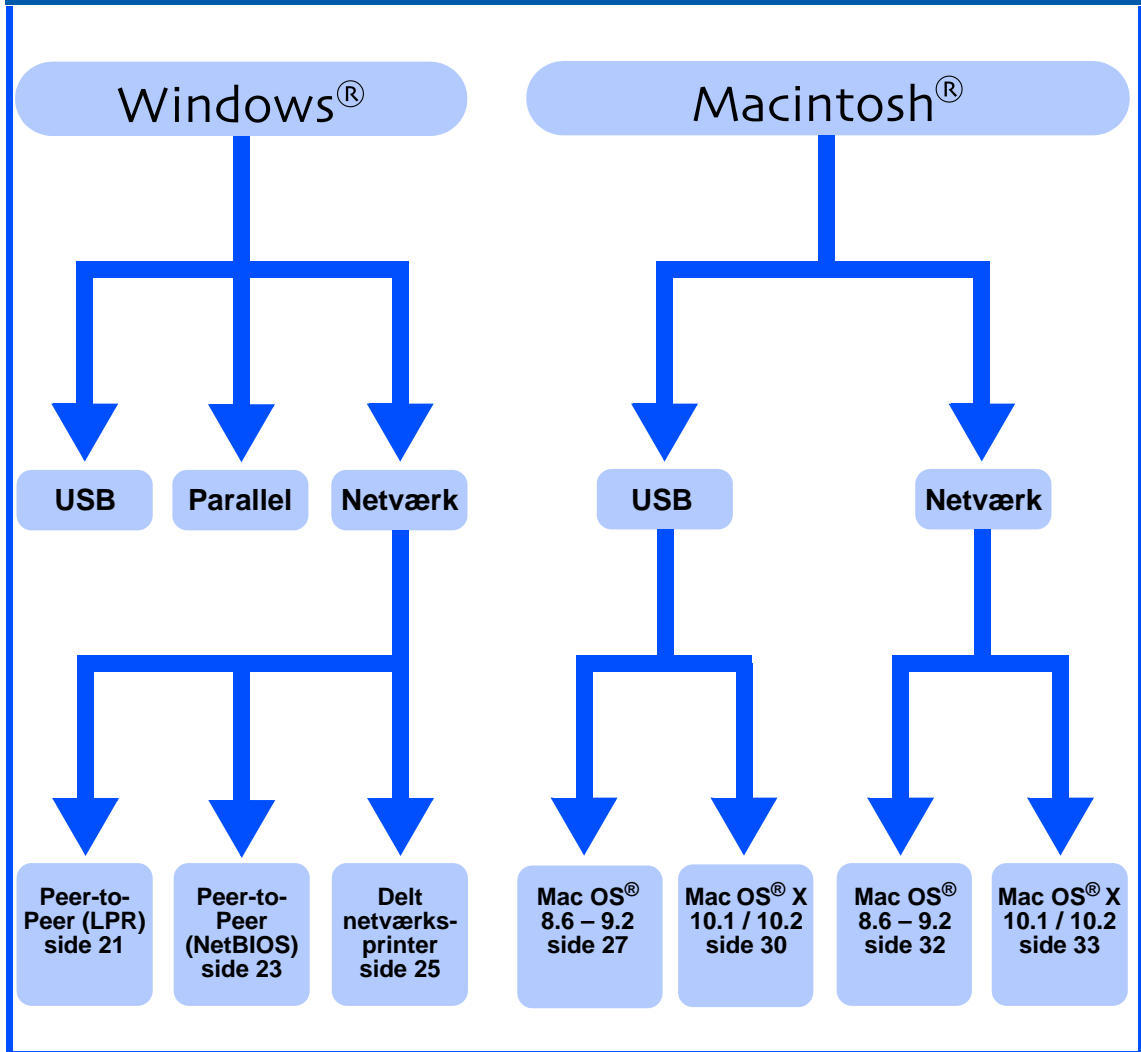 Windows®
Macintosh®
USB
Parallel
Netværk
USB
Netværk
Peer-to-
Peer (LPR)
side 21
Peer-to-
Peer
(NetBIOS)
side 23
Delt
netværks-
printer
side 25
Mac OS®
8.6 – 9.2
side 27
Mac OS® X
10.1 / 10.2
side 30
Mac OS®
8.6 – 9.2
side 32
Mac OS® X
10.1 / 10.2
side 33